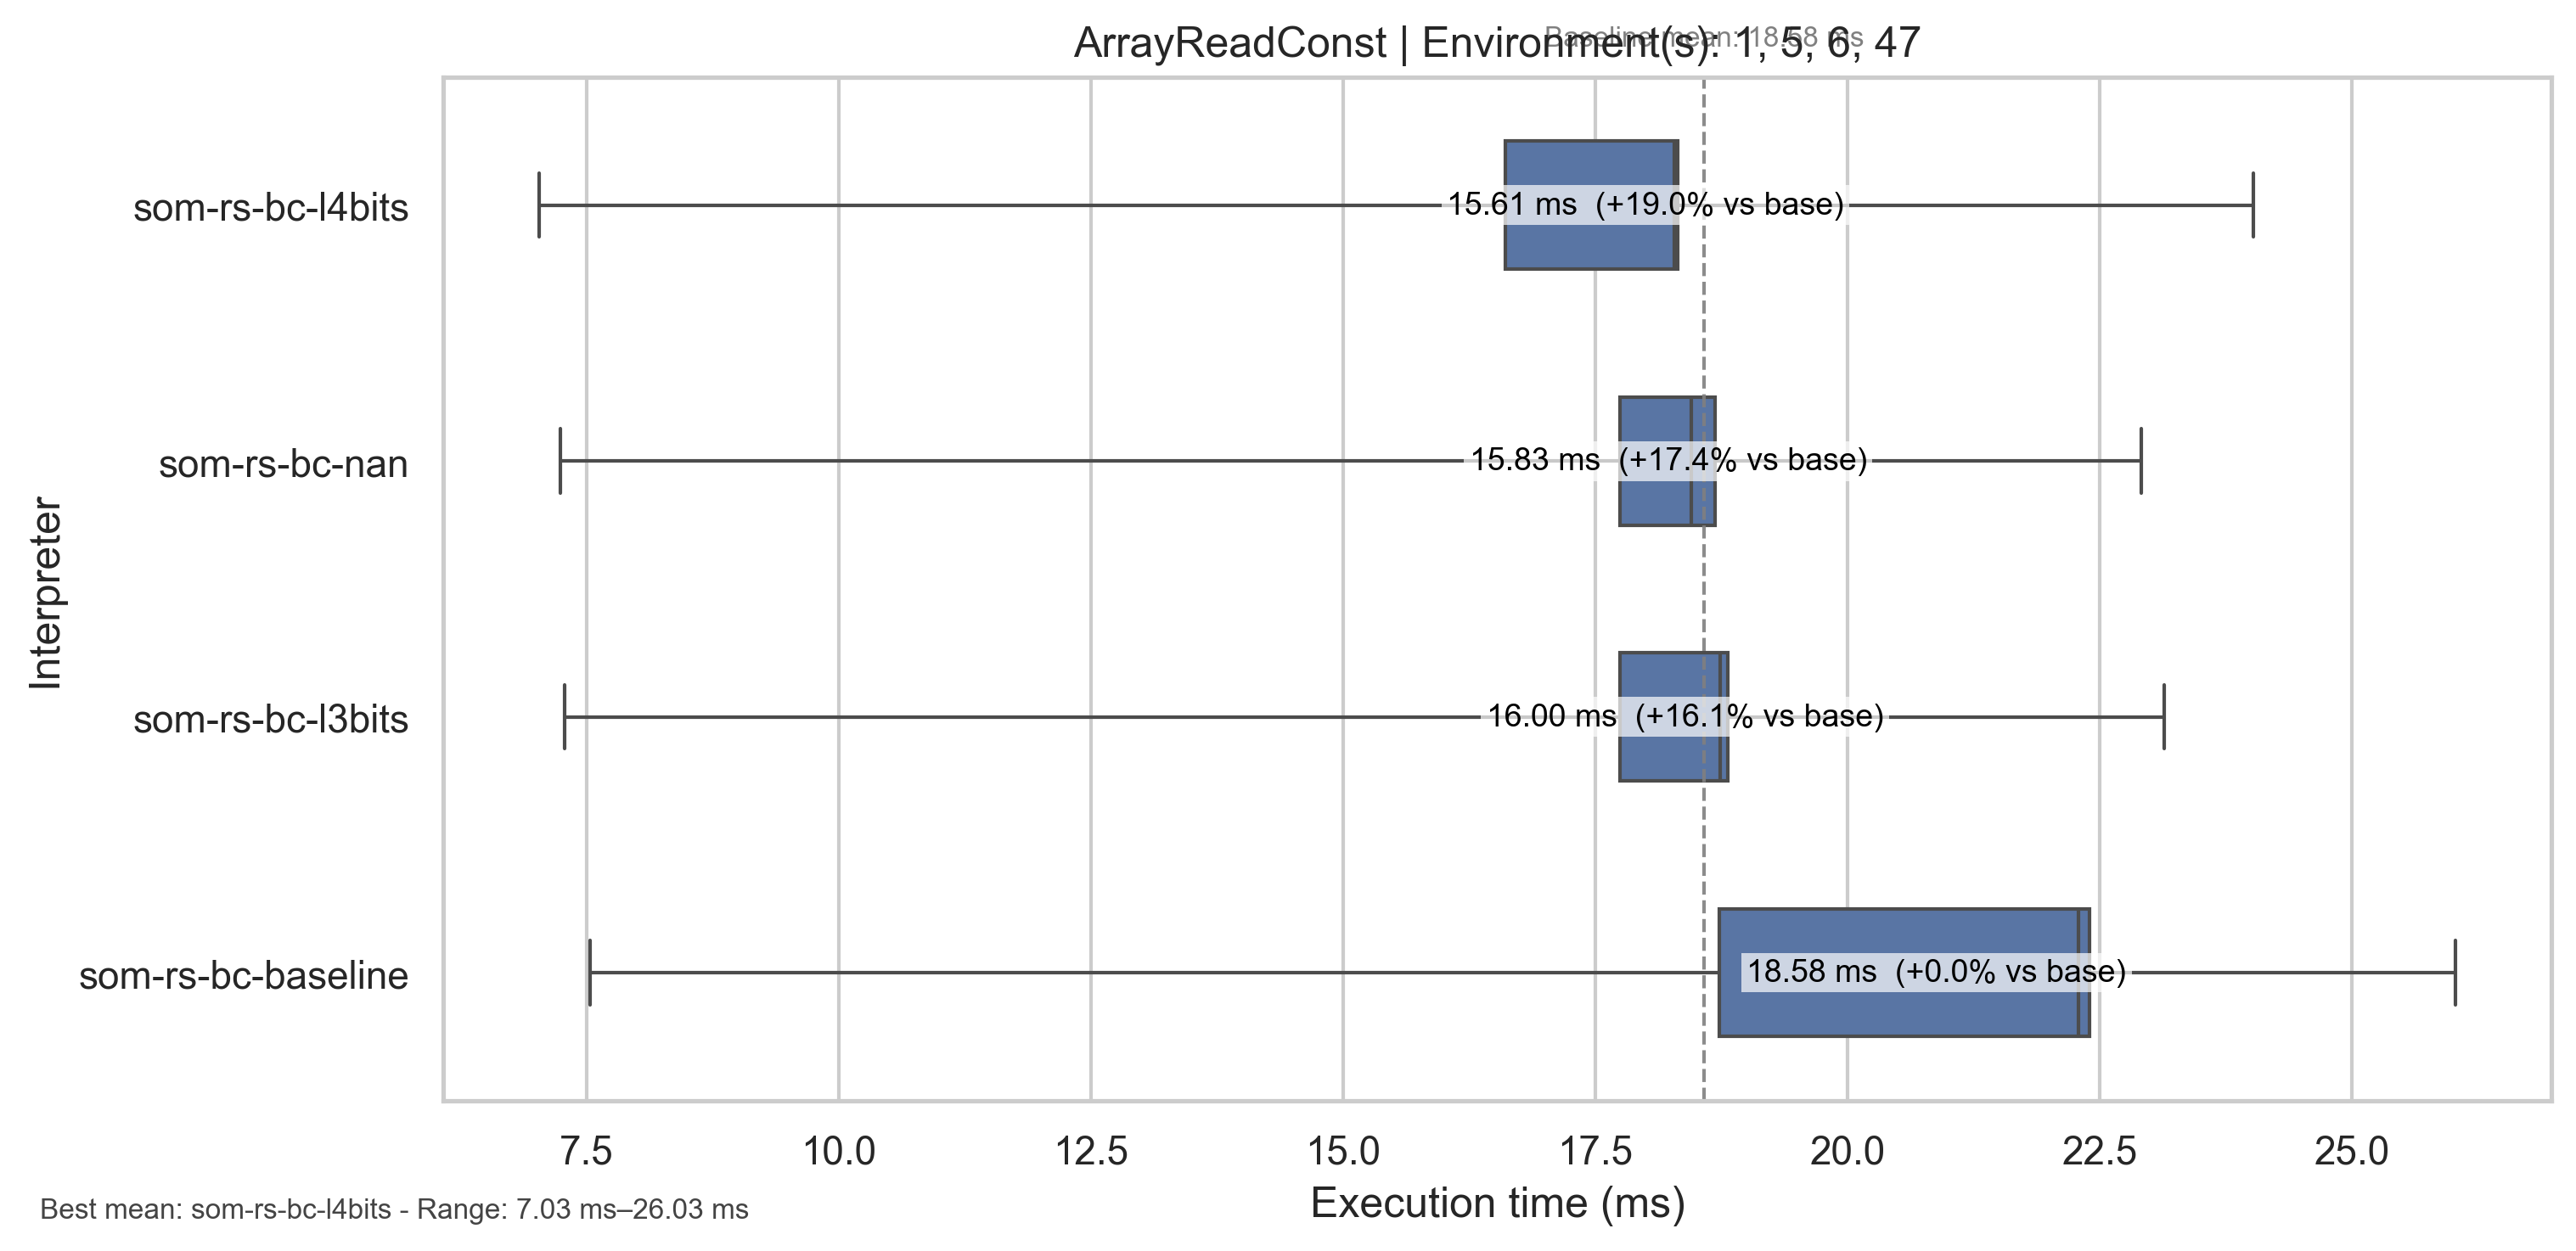 Baseline mean: 18.58 ms
ArrayReadConst | Environment(s): 1, 5, 6, 47
som-rs-bc-l4bits
15.61 ms (+19.0% vs base)
som-rs-bc-nan
15.83 ms (+17.4% vs base)
som-rs-bc-l3bits
16.00 ms (+16.1% vs base)
som-rs-bc-baseline
18.58 ms (+0.0% vs base)
Interpreter
7.5 10.0 12.5 15.0 17.5 20.0 22.5 25.0
Execution time (ms)
Best mean: som-rs-bc-l4bits - Range: 7.03 ms–26.03 ms